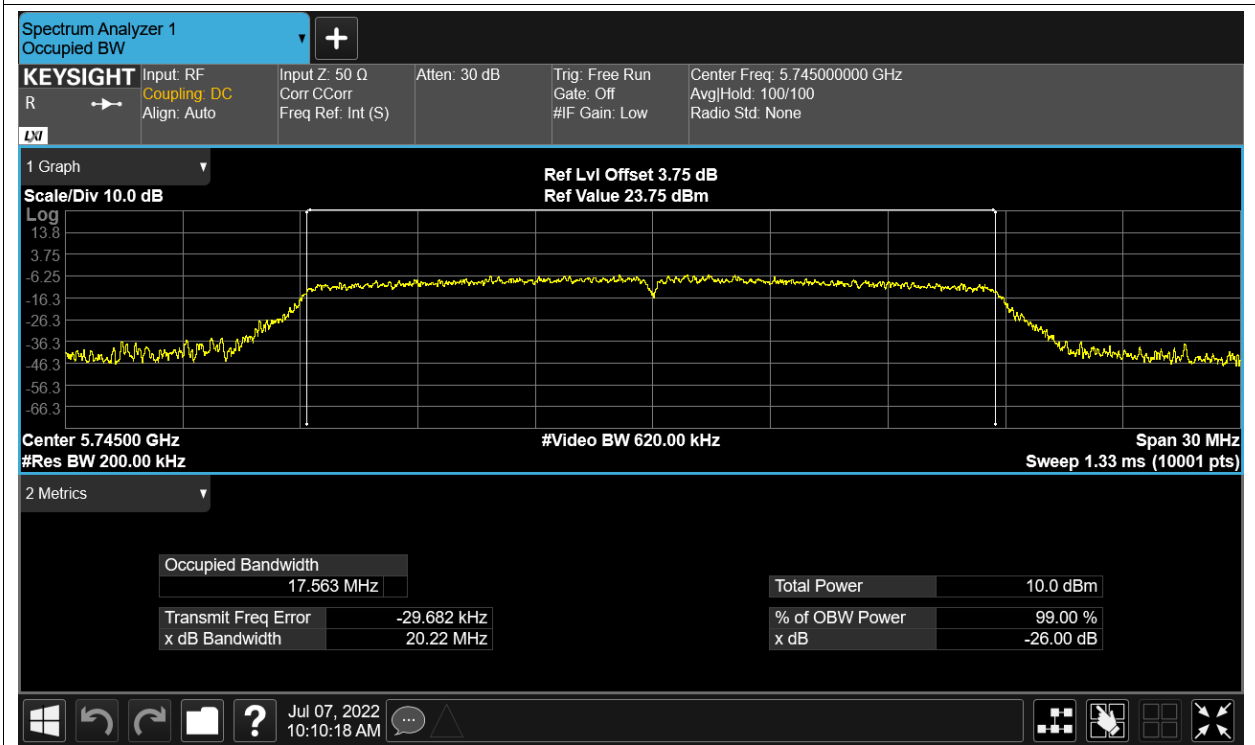 Spectrum Analyzer 1
Occupied BW
KEYSIGHT
R
LXI
Input: RF
Coupling: DC
Align: Auto
Input Z: 50 Ω
Corr CCorr
Freq Ref: Int (S)
Atten: 30 dB
Trig: Free Run
Gate: Off
#IF Gain: Low
Center Freq: 5.745000000 GHz
Avg|Hold: 100/100
Radio Std: None
1 Graph
Scale/Div 10.0 dB
Ref Lvl Offset 3.75 dB
Ref Value 23.75 dBm
Log
13.8
3.75
-6.25
-16.3
-26.3
-36.3
-46.3
-56.3
-66.3
Center 5.74500 GHz
#Video BW 620.00 kHz
Span 30 MHz
#Res BW 200.00 kHz
Sweep 1.33 ms (10001 pts)
2 Metrics
Occupied Bandwidth
17.563 MHz
Total Power 10.0 dBm
Transmit Freq Error -29.682 kHz
% of OBW Power 99.00 %
x dB Bandwidth 20.22 MHz
x dB -26.00 dB
?
Jul 07, 2022
10:10:18 AM